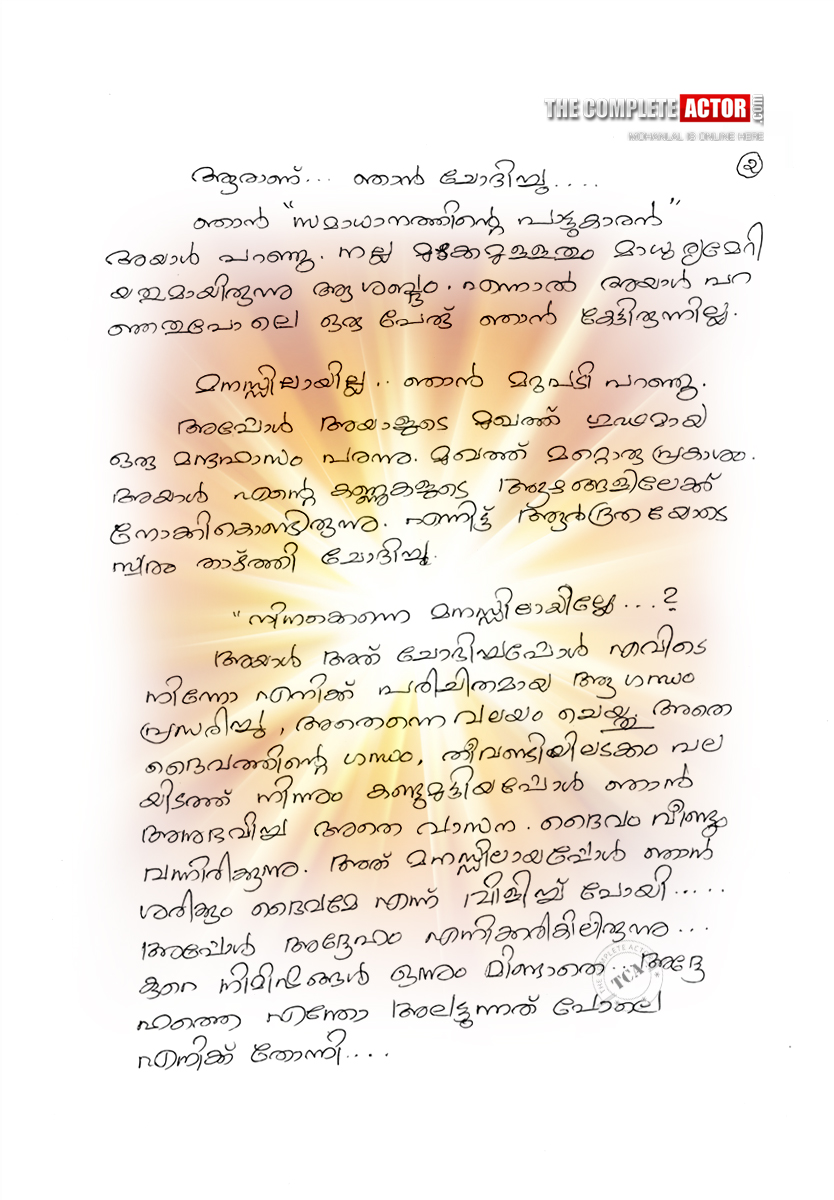 THE COMPLETE ACTOR .COM
MOHANLAL IS ONLINE HERE
൨
ആരാണ്... ഞാൻ ചോദിച്ചു....
ഞാൻ "സമാധാനത്തിന്റെ പാട്ടുകാരൻ"
അയാൾ പറഞ്ഞു. നല്ല മുഴക്കമുള്ളതും മാധുര്യമേറി
യതുമായിരുന്നു ആ ശബ്ദം. എന്നാൽ അയാൾ പറ
ഞ്ഞതുപോലെ ഒരു പേര് ഞാൻ കേട്ടിരുന്നില്ല.
മനസ്സിലായില്ല.. ഞാൻ മറുപടി പറഞ്ഞു.
അപ്പോൾ അയാളുടെ മുഖത്ത് ഗൂഢമായ
ഒരു മന്ദഹാസം പരന്നു. മുഖത്ത് മറ്റൊരു പ്രകാശം.
അയാൾ എന്റെ കണ്ണുകളുടെ ആഴങ്ങളിലേക്ക്
നോക്കികൊണ്ടിരുന്നു. എന്നിട്ട് ആർദ്രതയോടെ
സ്വരം താഴ്ത്തി ചോദിച്ചു.
"നിനക്കെന്നെ മനസ്സിലായില്ലേ...?
അയാൾ അത് ചോദിച്ചപ്പോൾ എവിടെ
നിന്നോ എനിക്ക് പരിചിതമായ ആ ഗന്ധം
പ്രസരിച്ചു, അതെന്നെ വലയം ചെയ്തു അതെ
ദൈവത്തിന്റെ ഗന്ധം, തീവണ്ടിയിലടക്കം പല
യിടത്ത് നിന്നും കണ്ടുമുട്ടിയപ്പോൾ ഞാൻ
അനുഭവിച്ച അതെ വാസന. ദൈവം വീണ്ടും
വന്നിരിക്കുന്നു. അത് മനസ്സിലായപ്പോൾ ഞാൻ
ശരിക്കും ദൈവമേ എന്ന് വിളിച്ച് പോയി.....
അപ്പോൾ അദ്ദേഹം എനിക്കരികിലിരുന്നു...
കുറെ നിമിഷങ്ങൾ ഒന്നും മിണ്ടാതെ.. അദ്ദേ
ഹത്തെ എന്തോ അലട്ടുന്നത് പോലെ
എനിക്ക് തോന്നി....
THE COMPLETE ACTOR
TCA